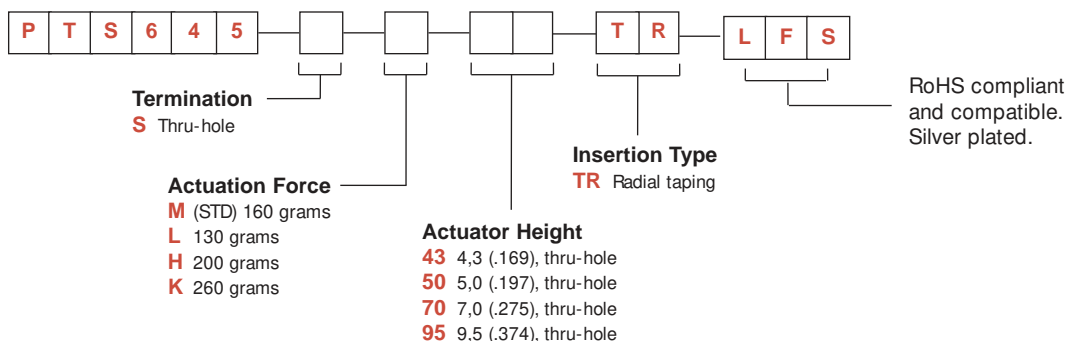 P T S 6 4 5 T R L F S
Termination
S Thru-hole
Actuation Force
M (STD) 160 grams
L 130 grams
H 200 grams
K 260 grams
Actuator Height
43 4,3 (.169), thru-hole
50 5,0 (.197), thru-hole
70 7,0 (.275), thru-hole
95 9,5 (.374), thru-hole
Insertion Type
TR Radial taping
RoHS compliant
and compatible.
Silver plated.